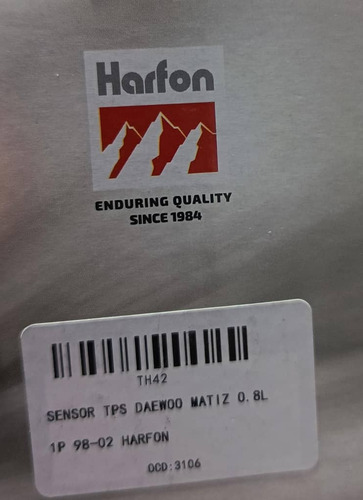 Harfon
ENDURING QUALITY
SINCE 1984
TH42
SENSOR TPS DAEWOO MATIZ 0.8L
1P 98-02 HARFON
OCD:3106